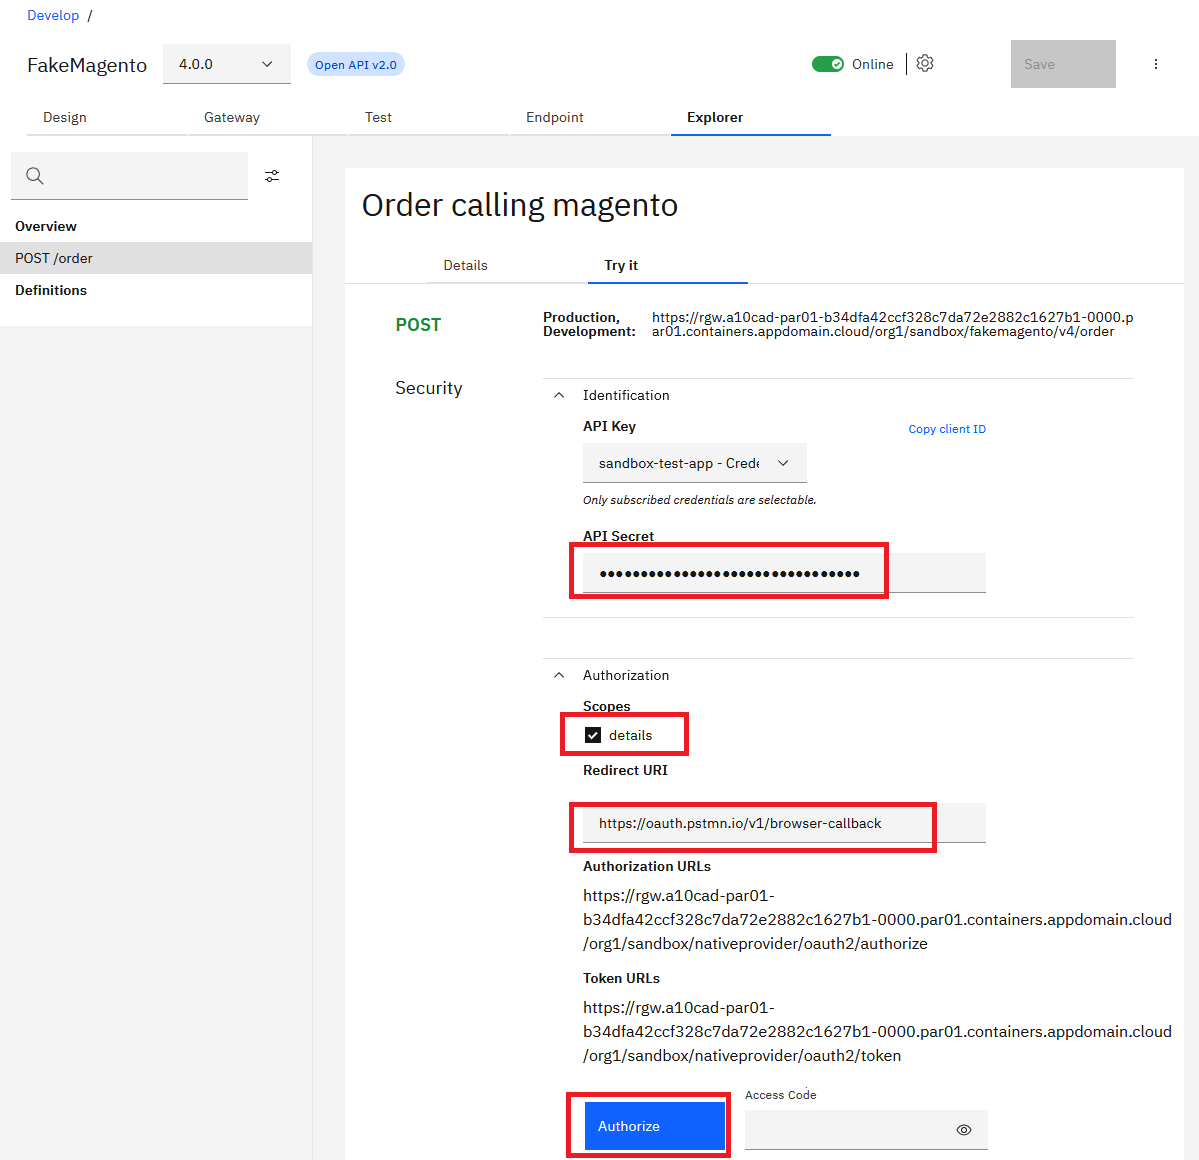 Develop /
FakeMagento
4.0.0
Open API v2.0
Online
Save
Design
Gateway
Test
Endpoint
Explorer
Overview
POST /order
Definitions
Order calling magento
Details
Try it
POST
Production,
Development:
https://rgw.a10cad-par01-b34dfa42ccf328c7da72e2882c1627b1-0000.p
ar01.containers.appdomain.cloud/org1/sandbox/fakemagento/v4/order
Security
Identification
API Key
Copy client ID
sandbox-test-app - Crede
Only subscribed credentials are selectable.
API Secret
••••••••••••••••••••••••••••••••
Authorization
Scopes
details
Redirect URI
https://oauth.pstmn.io/v1/browser-callback
Authorization URLs
https://rgw.a10cad-par01-
b34dfa42ccf328c7da72e2882c1627b1-0000.par01.containers.appdomain.cloud
/org1/sandbox/nativeprovider/oauth2/authorize
Token URLs
https://rgw.a10cad-par01-
b34dfa42ccf328c7da72e2882c1627b1-0000.par01.containers.appdomain.cloud
/org1/sandbox/nativeprovider/oauth2/token
Authorize
Access Code